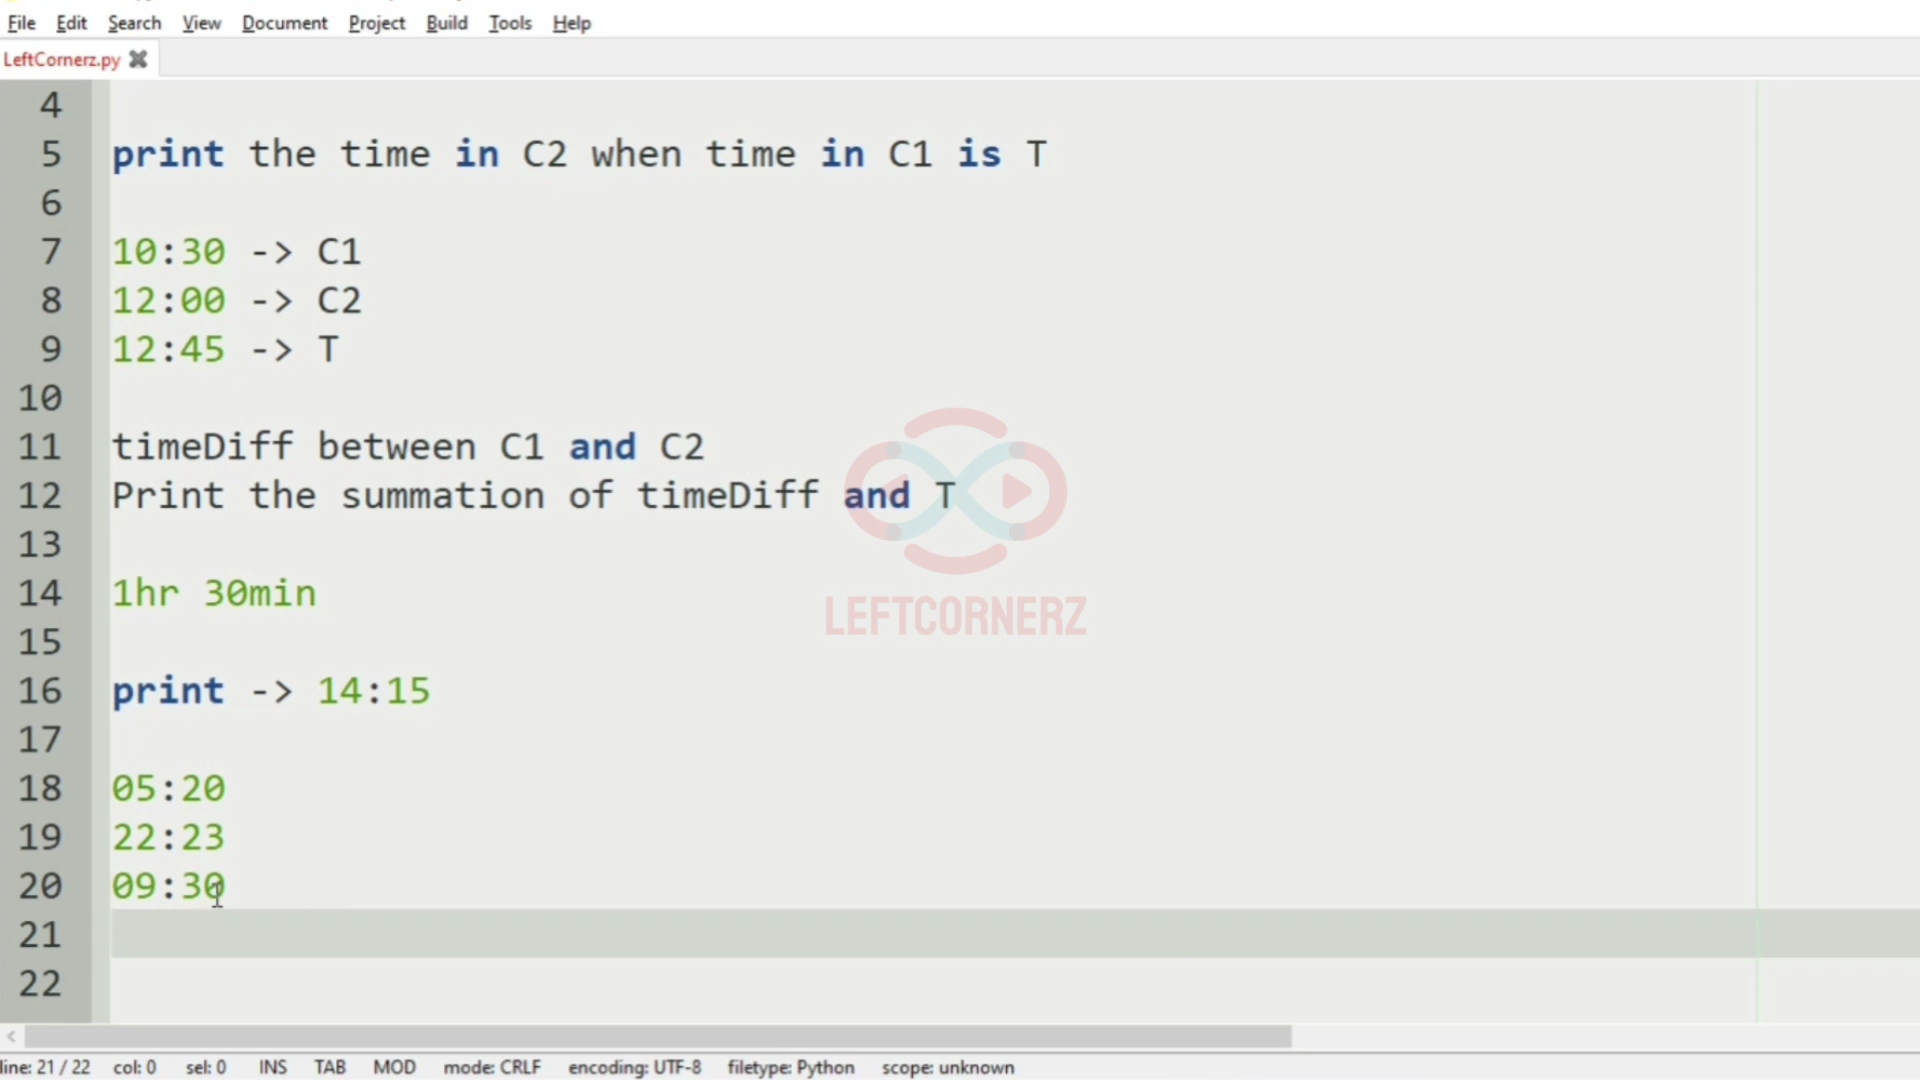 File Edit Search View Document Project Build Tools Help
LeftCornerz.py
4
5 print the time in C2 when time in C1 is T
6
7 10:30 -> C1
8 12:00 -> C2
9 12:45 -> T
10
11 timeDiff between C1 and C2
12 Print the summation of timeDiff and T
13
14 1hr 30min
15
16 print -> 14:15
17
18 05:20
19 22:23
20 09:30
21
22
LEFTCORNERZ
line: 21 / 22 col: 0 sel: 0 INS TAB MOD mode: CRLF encoding: UTF-8 filetype: Python scope: unknown